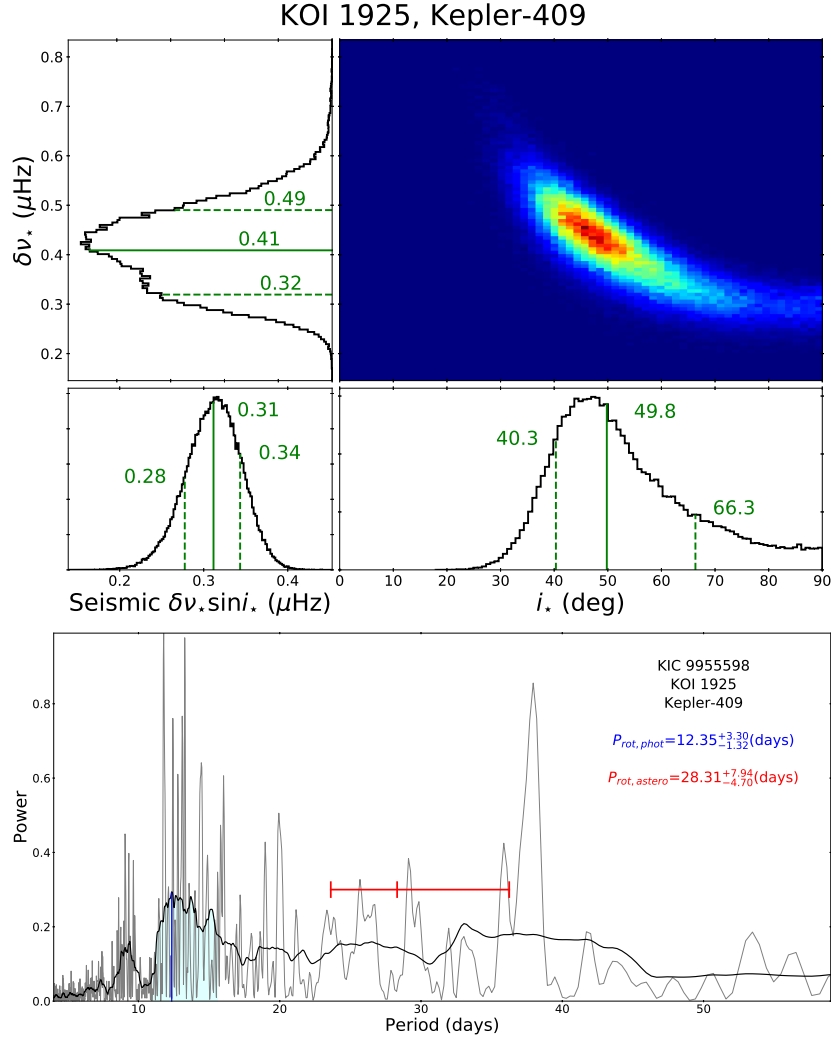 KOI 1925, Kepler-409
0.8
0.7
0.6
0.5
0.4
0.3
0.2
δν⋆ (μHz)
0.49
0.41
0.32
0.28
0.31
0.34
0.2 0.3 0.4
Seismic δν⋆sini⋆ (μHz)
40.3
49.8
66.3
0 10 20 30 40 50 60 70 80 90
i⋆ (deg)
KIC 9955598
KOI 1925
Kepler-409
P_rot,phot=12.35^{+3.30}_{−1.32}(days)
P_rot,astero=28.31^{+7.94}_{−4.70}(days)
Power
0.8
0.6
0.4
0.2
0.0
10 20 30 40 50
Period (days)